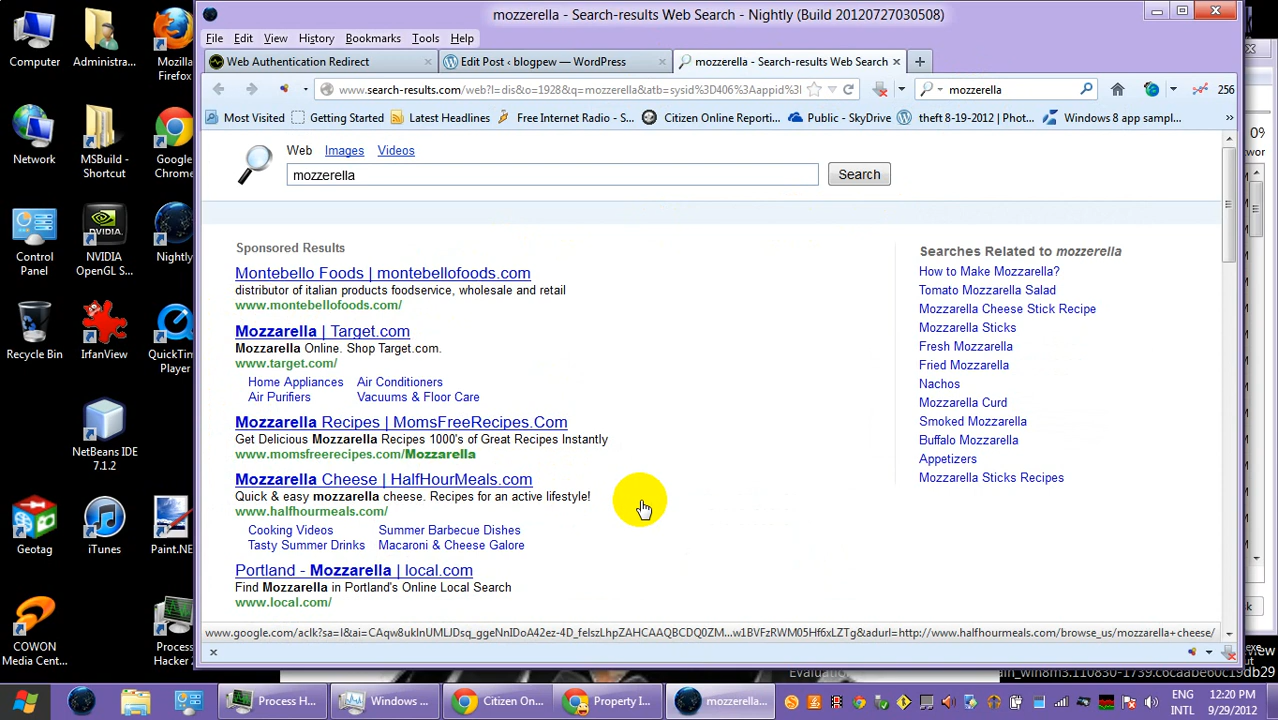 mozzerella - Search-results Web Search - Nightly (Build 20120727030508)
File Edit View History Bookmarks Tools Help
Web Authentication Redirect
Edit Post ‹ blogpew — WordPress
mozzerella - Search-results Web Search
www.search-results.com/web?l=dis&o=1928&q=mozzerella&atb=sysid%3D406%3Aappid%3
mozzerella
256
Most Visited Getting Started Latest Headlines Free Internet Radio - S... Citizen Online Reporti... Public - SkyDrive theft 8-19-2012 | Phot... Windows 8 app sampl... »
Web Images Videos
mozzerella
Search
Sponsored Results
Montebello Foods | montebellofoods.com
distributor of italian products foodservice, wholesale and retail
www.montebellofoods.com/
Mozzarella | Target.com
Mozzarella Online. Shop Target.com.
www.target.com/
Home Appliances Air Conditioners
Air Purifiers Vacuums & Floor Care
Mozzarella Recipes | MomsFreeRecipes.Com
Get Delicious Mozzarella Recipes 1000's of Great Recipes Instantly
www.momsfreerecipes.com/Mozzarella
Mozzarella Cheese | HalfHourMeals.com
Quick & easy mozzarella cheese. Recipes for an active lifestyle!
www.halfhourmeals.com/
Cooking Videos Summer Barbecue Dishes
Tasty Summer Drinks Macaroni & Cheese Galore
Portland - Mozzarella | local.com
Find Mozzarella in Portland's Online Local Search
www.local.com/
Searches Related to mozzerella
How to Make Mozzarella?
Tomato Mozzarella Salad
Mozzarella Cheese Stick Recipe
Mozzarella Sticks
Fresh Mozzarella
Fried Mozzarella
Nachos
Mozzarella Curd
Smoked Mozzarella
Buffalo Mozzarella
Appetizers
Mozzarella Sticks Recipes
Computer
Administra...
Mozilla
Firefox
Network
MSBuild -
Shortcut
Google
Chrome
Control
Panel
NVIDIA
OpenGL S...
Nightly
Recycle Bin
IrfanView
QuickTime
Player
NetBeans IDE
7.1.2
Geotag
iTunes
Paint.NE
COWON
Media Cent...
Process
Hacker 2
Process H...
Windows ...
Citizen On...
Property I...
mozzerella...
ENG
INTL
12:20 PM
9/29/2012